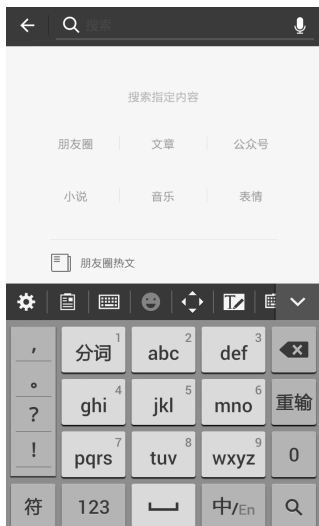 搜索
搜索指定内容
朋友圈 文章 公众号
小说 音乐 表情
朋友圈热文
, 分词 1 abc 2 def 3
。 ghi 4 jkl 5 mno 6 重输
?
! pqrs 7 tuv 8 wxyz 9 0
符 123 中/En